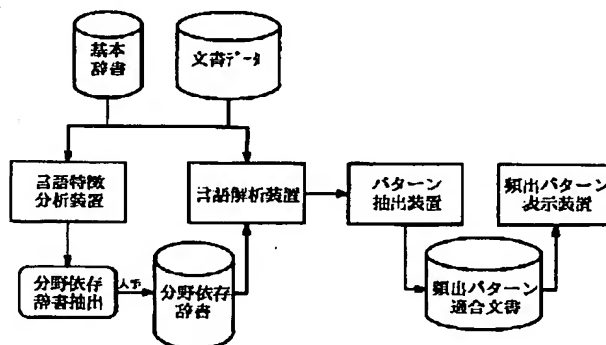 基本
辞書
文書データ
言語特徴
分析装置
言語解析装置
パターン
抽出装置
頻出パターン
表示装置
分野依存
辞書抽出
人手
分野依存
辞書
頻出パターン
適合文書